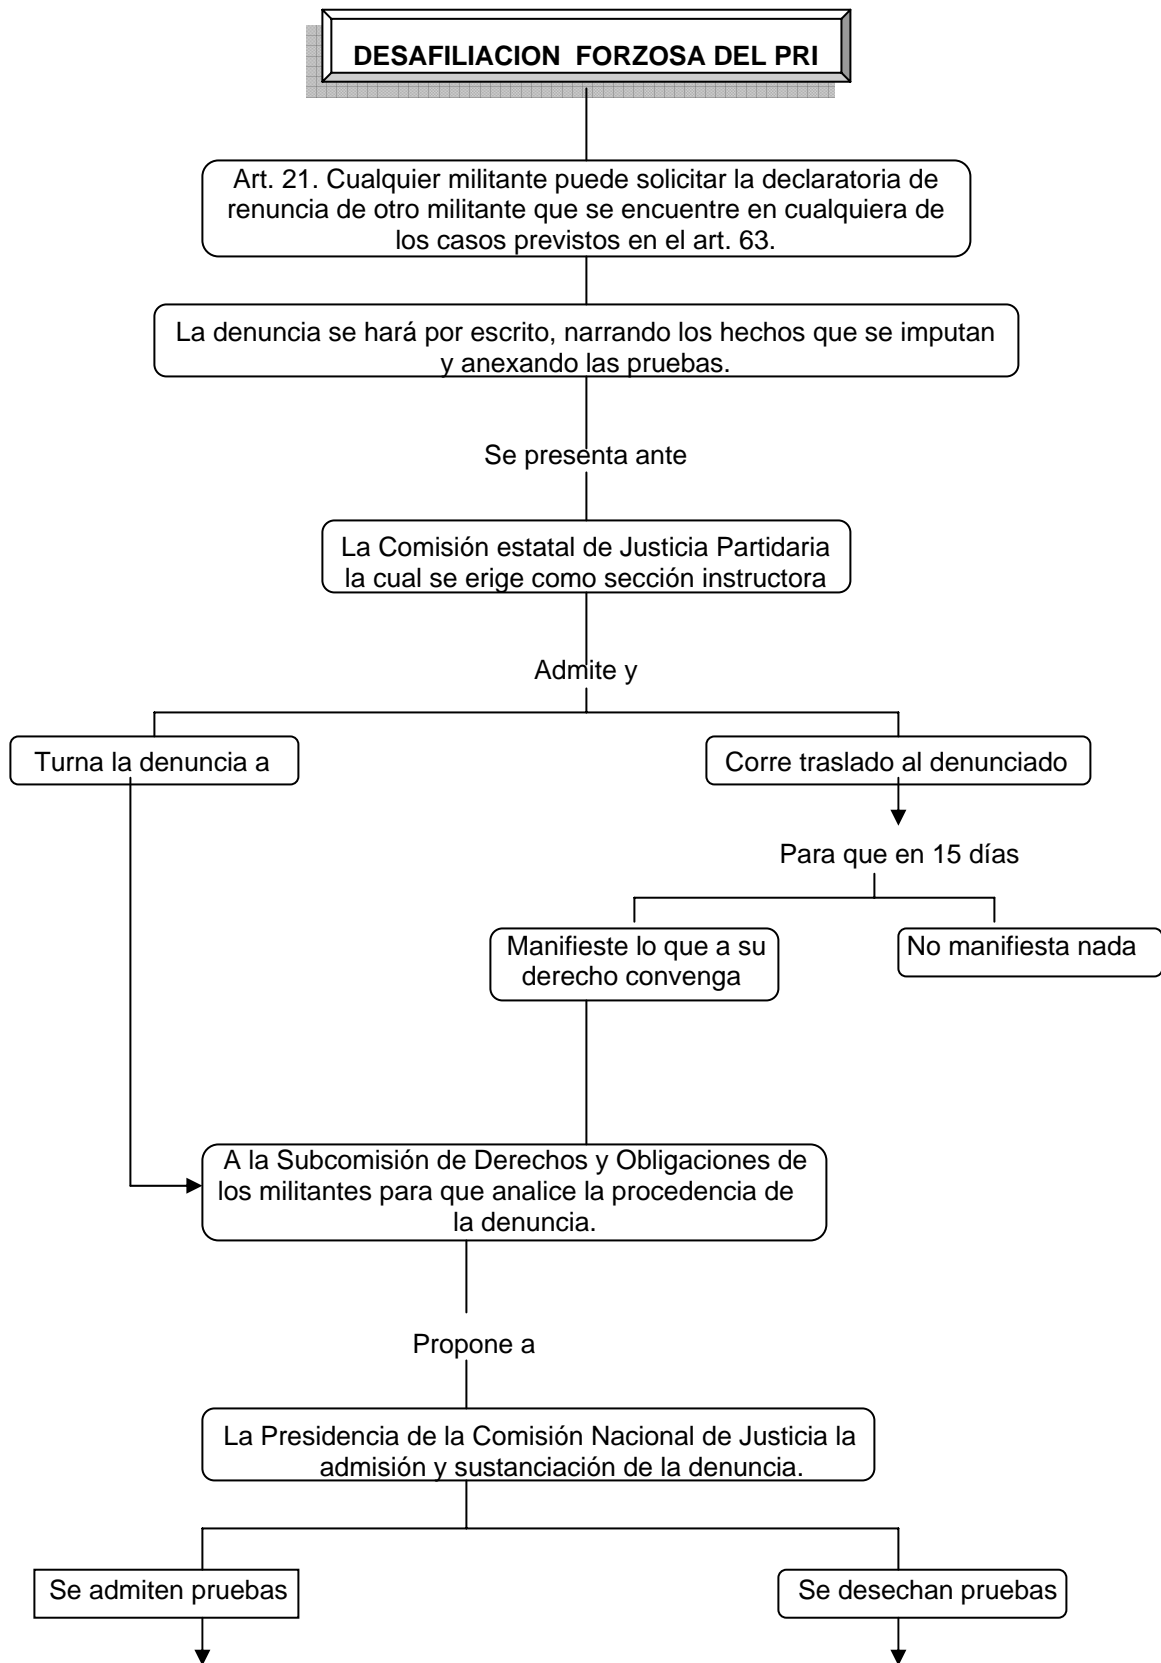 DESAFILIACION FORZOSA DEL PRI
Art. 21. Cualquier militante puede solicitar la declaratoria de
renuncia de otro militante que se encuentre en cualquiera de
los casos previstos en el art. 63.
La denuncia se hará por escrito, narrando los hechos que se imputan
y anexando las pruebas.
Se presenta ante
La Comisión estatal de Justicia Partidaria
la cual se erige como sección instructora
Admite y
Turna la denuncia a
Corre traslado al denunciado
Para que en 15 días
Manifieste lo que a su
derecho convenga
No manifiesta nada
A la Subcomisión de Derechos y Obligaciones de
los militantes para que analice la procedencia de
la denuncia.
Propone a
La Presidencia de la Comisión Nacional de Justicia la
admisión y sustanciación de la denuncia.
Se admiten pruebas
Se desechan pruebas